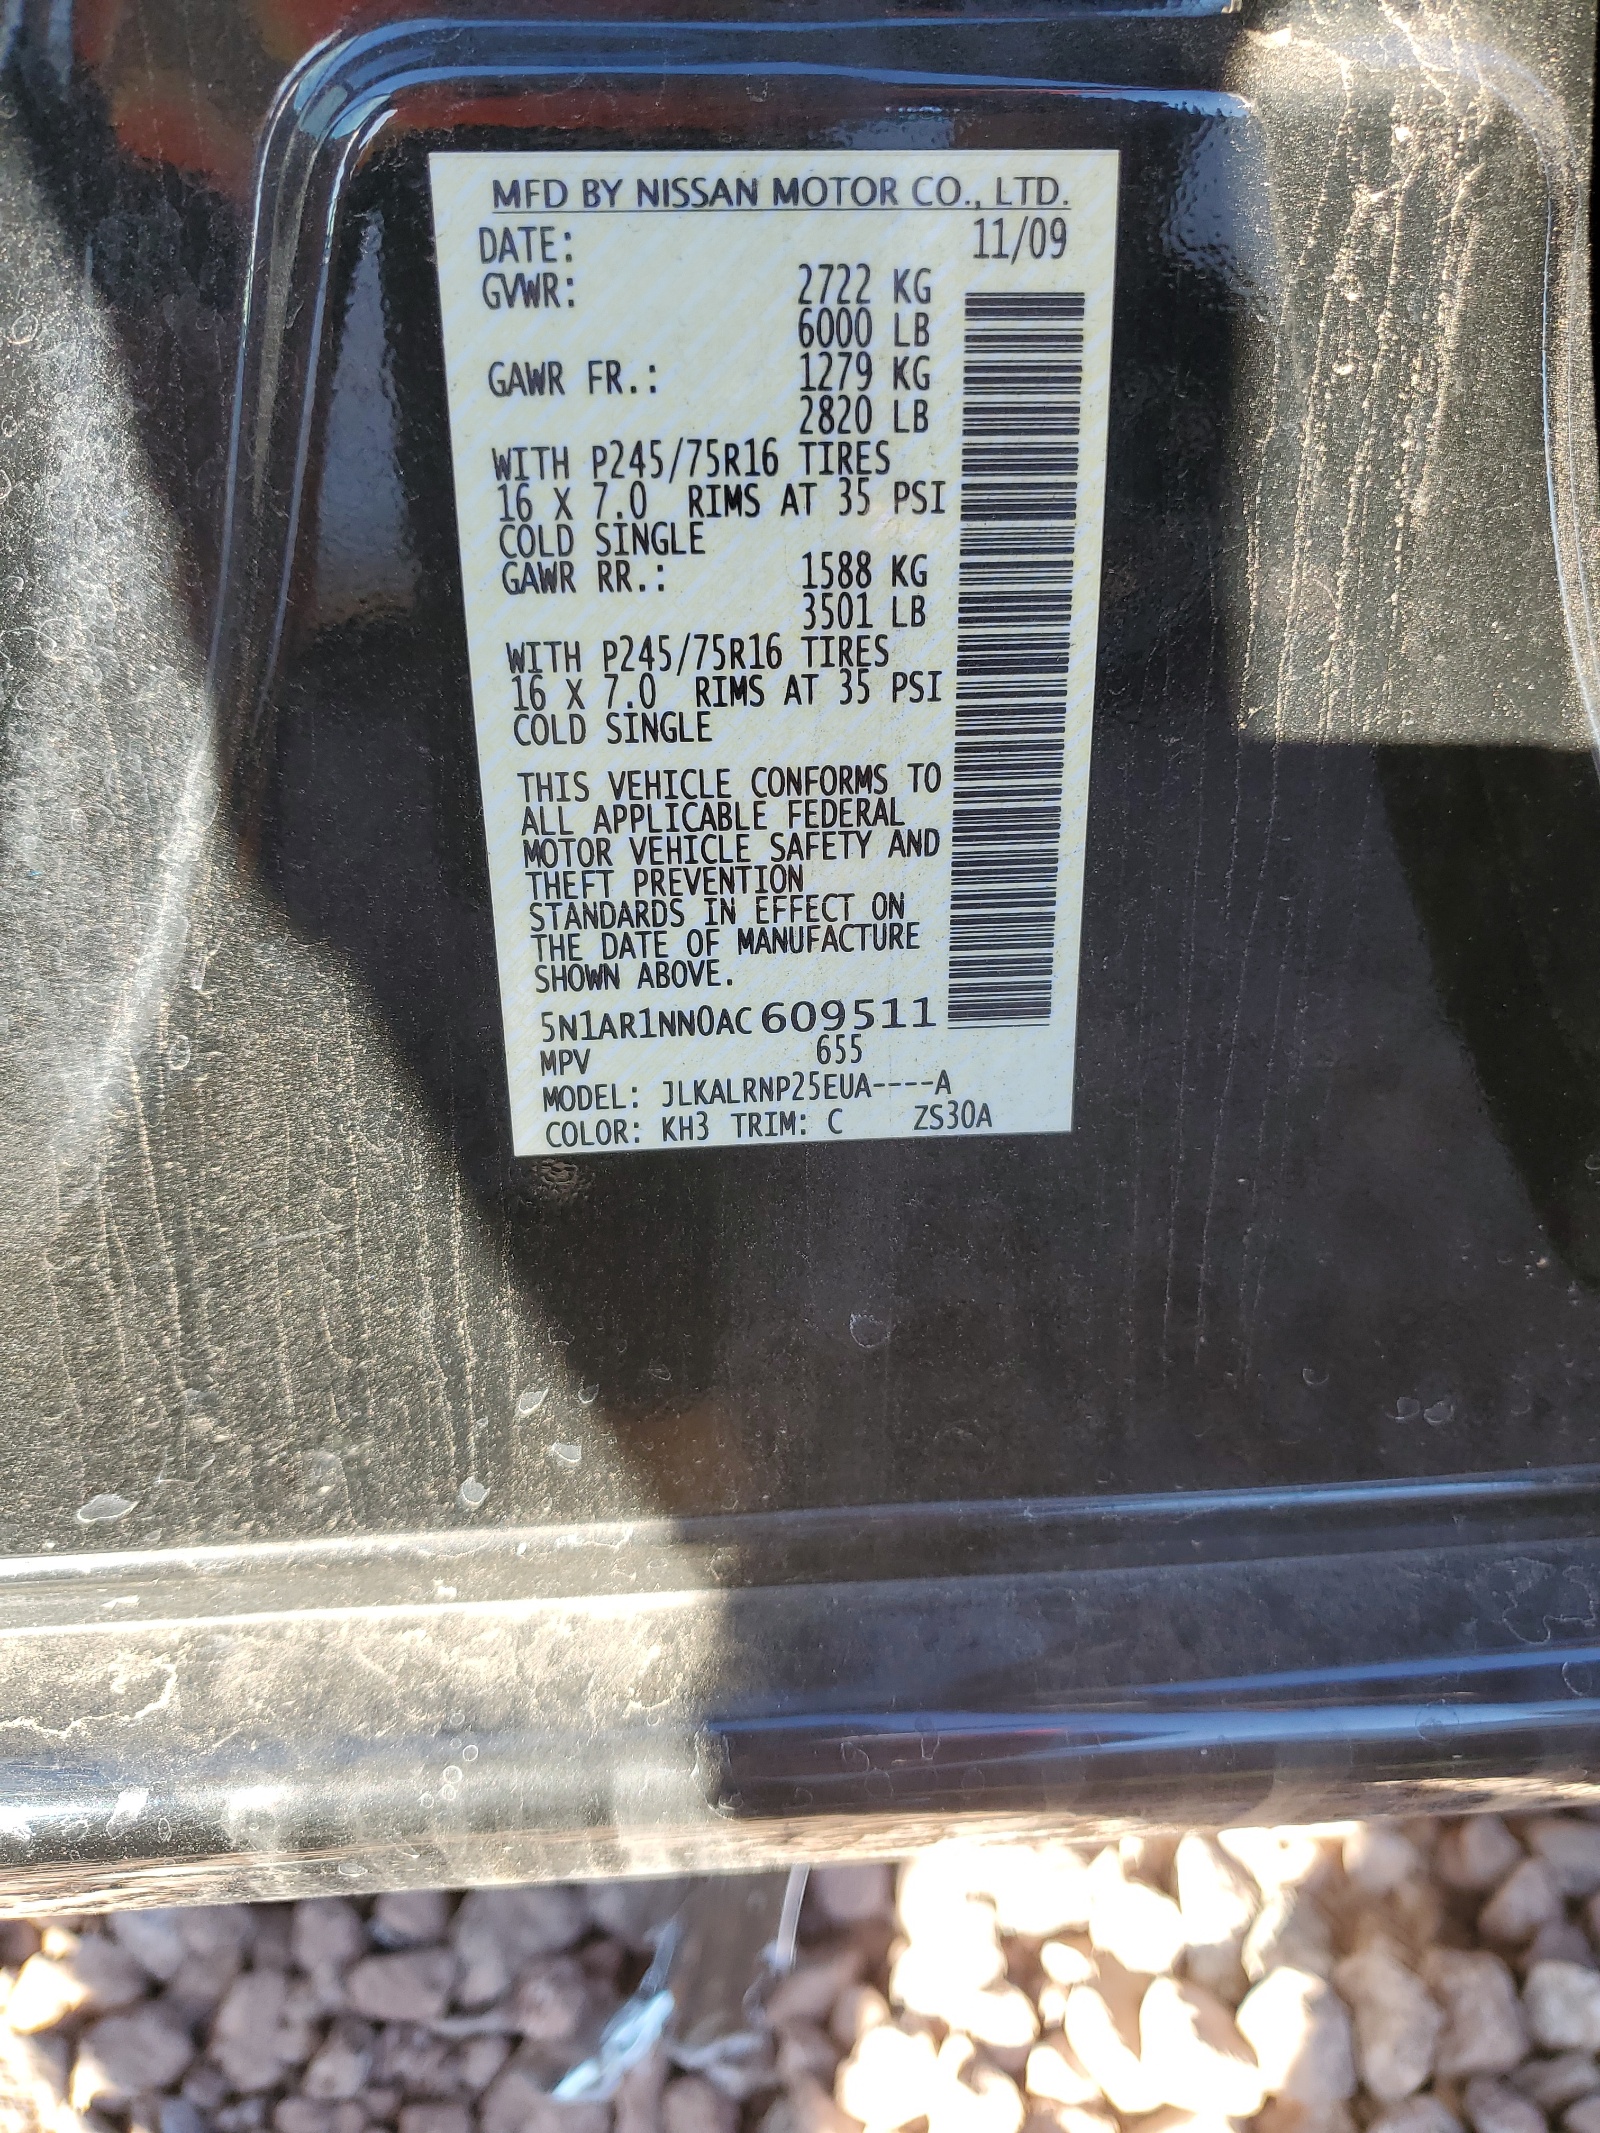 MFD BY NISSAN MOTOR CO., LTD.
DATE: 11/09
GVWR: 2722 KG
6000 LB
GAWR FR.: 1279 KG
2820 LB
WITH P245/75R16 TIRES
16 X 7.0 RIMS AT 35 PSI
COLD SINGLE
GAWR RR.: 1588 KG
3501 LB
WITH P245/75R16 TIRES
16 X 7.0 RIMS AT 35 PSI
COLD SINGLE
THIS VEHICLE CONFORMS TO
ALL APPLICABLE FEDERAL
MOTOR VEHICLE SAFETY AND
THEFT PREVENTION
STANDARDS IN EFFECT ON
THE DATE OF MANUFACTURE
SHOWN ABOVE.
5N1AR1NN0AC609511
MPV 655
MODEL: JLKALRNP25EUA----A
COLOR: KH3 TRIM: C ZS30A